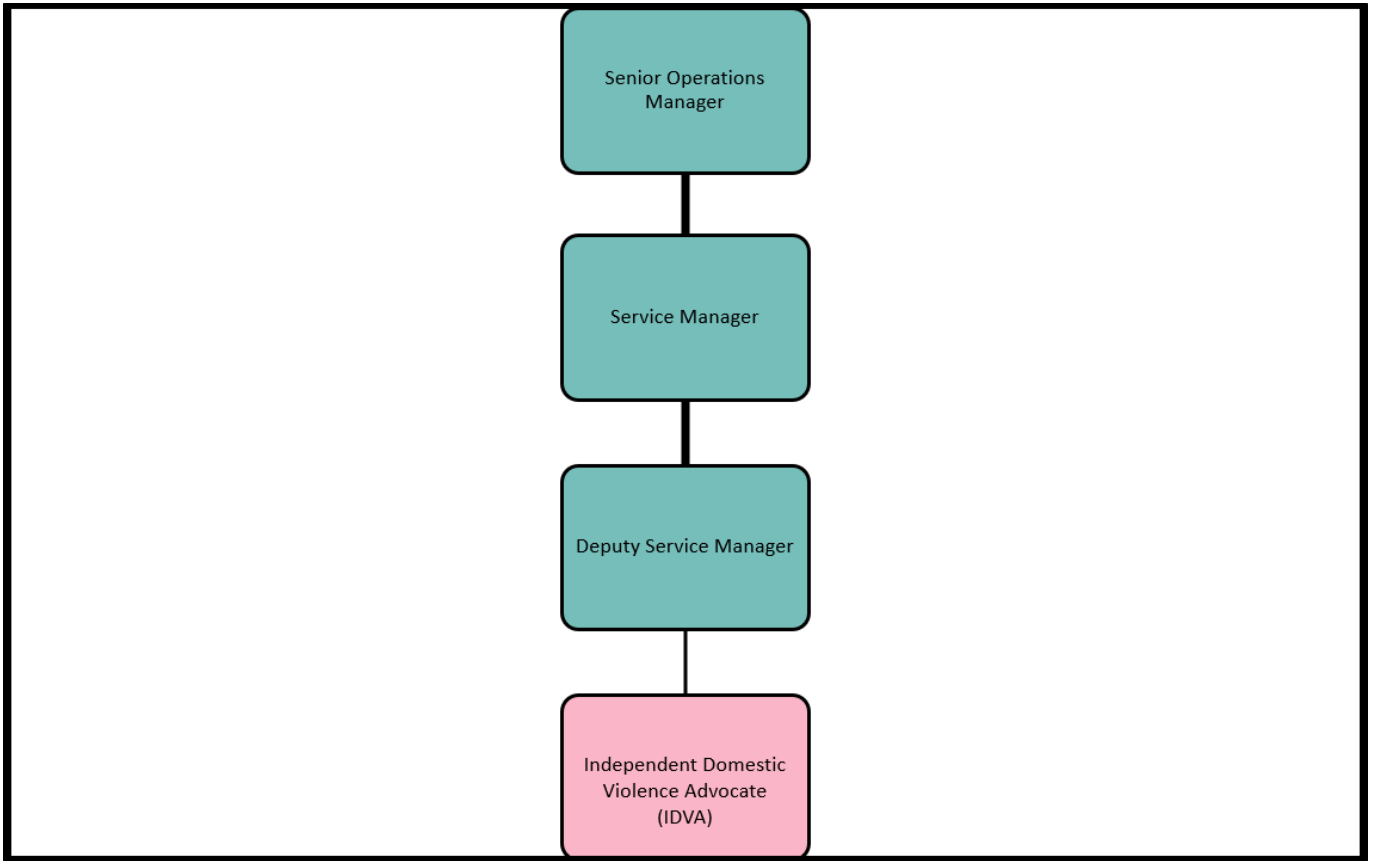 Senior Operations
Manager
Service Manager
Deputy Service Manager
Independent Domestic
Violence Advocate
(IDVA)